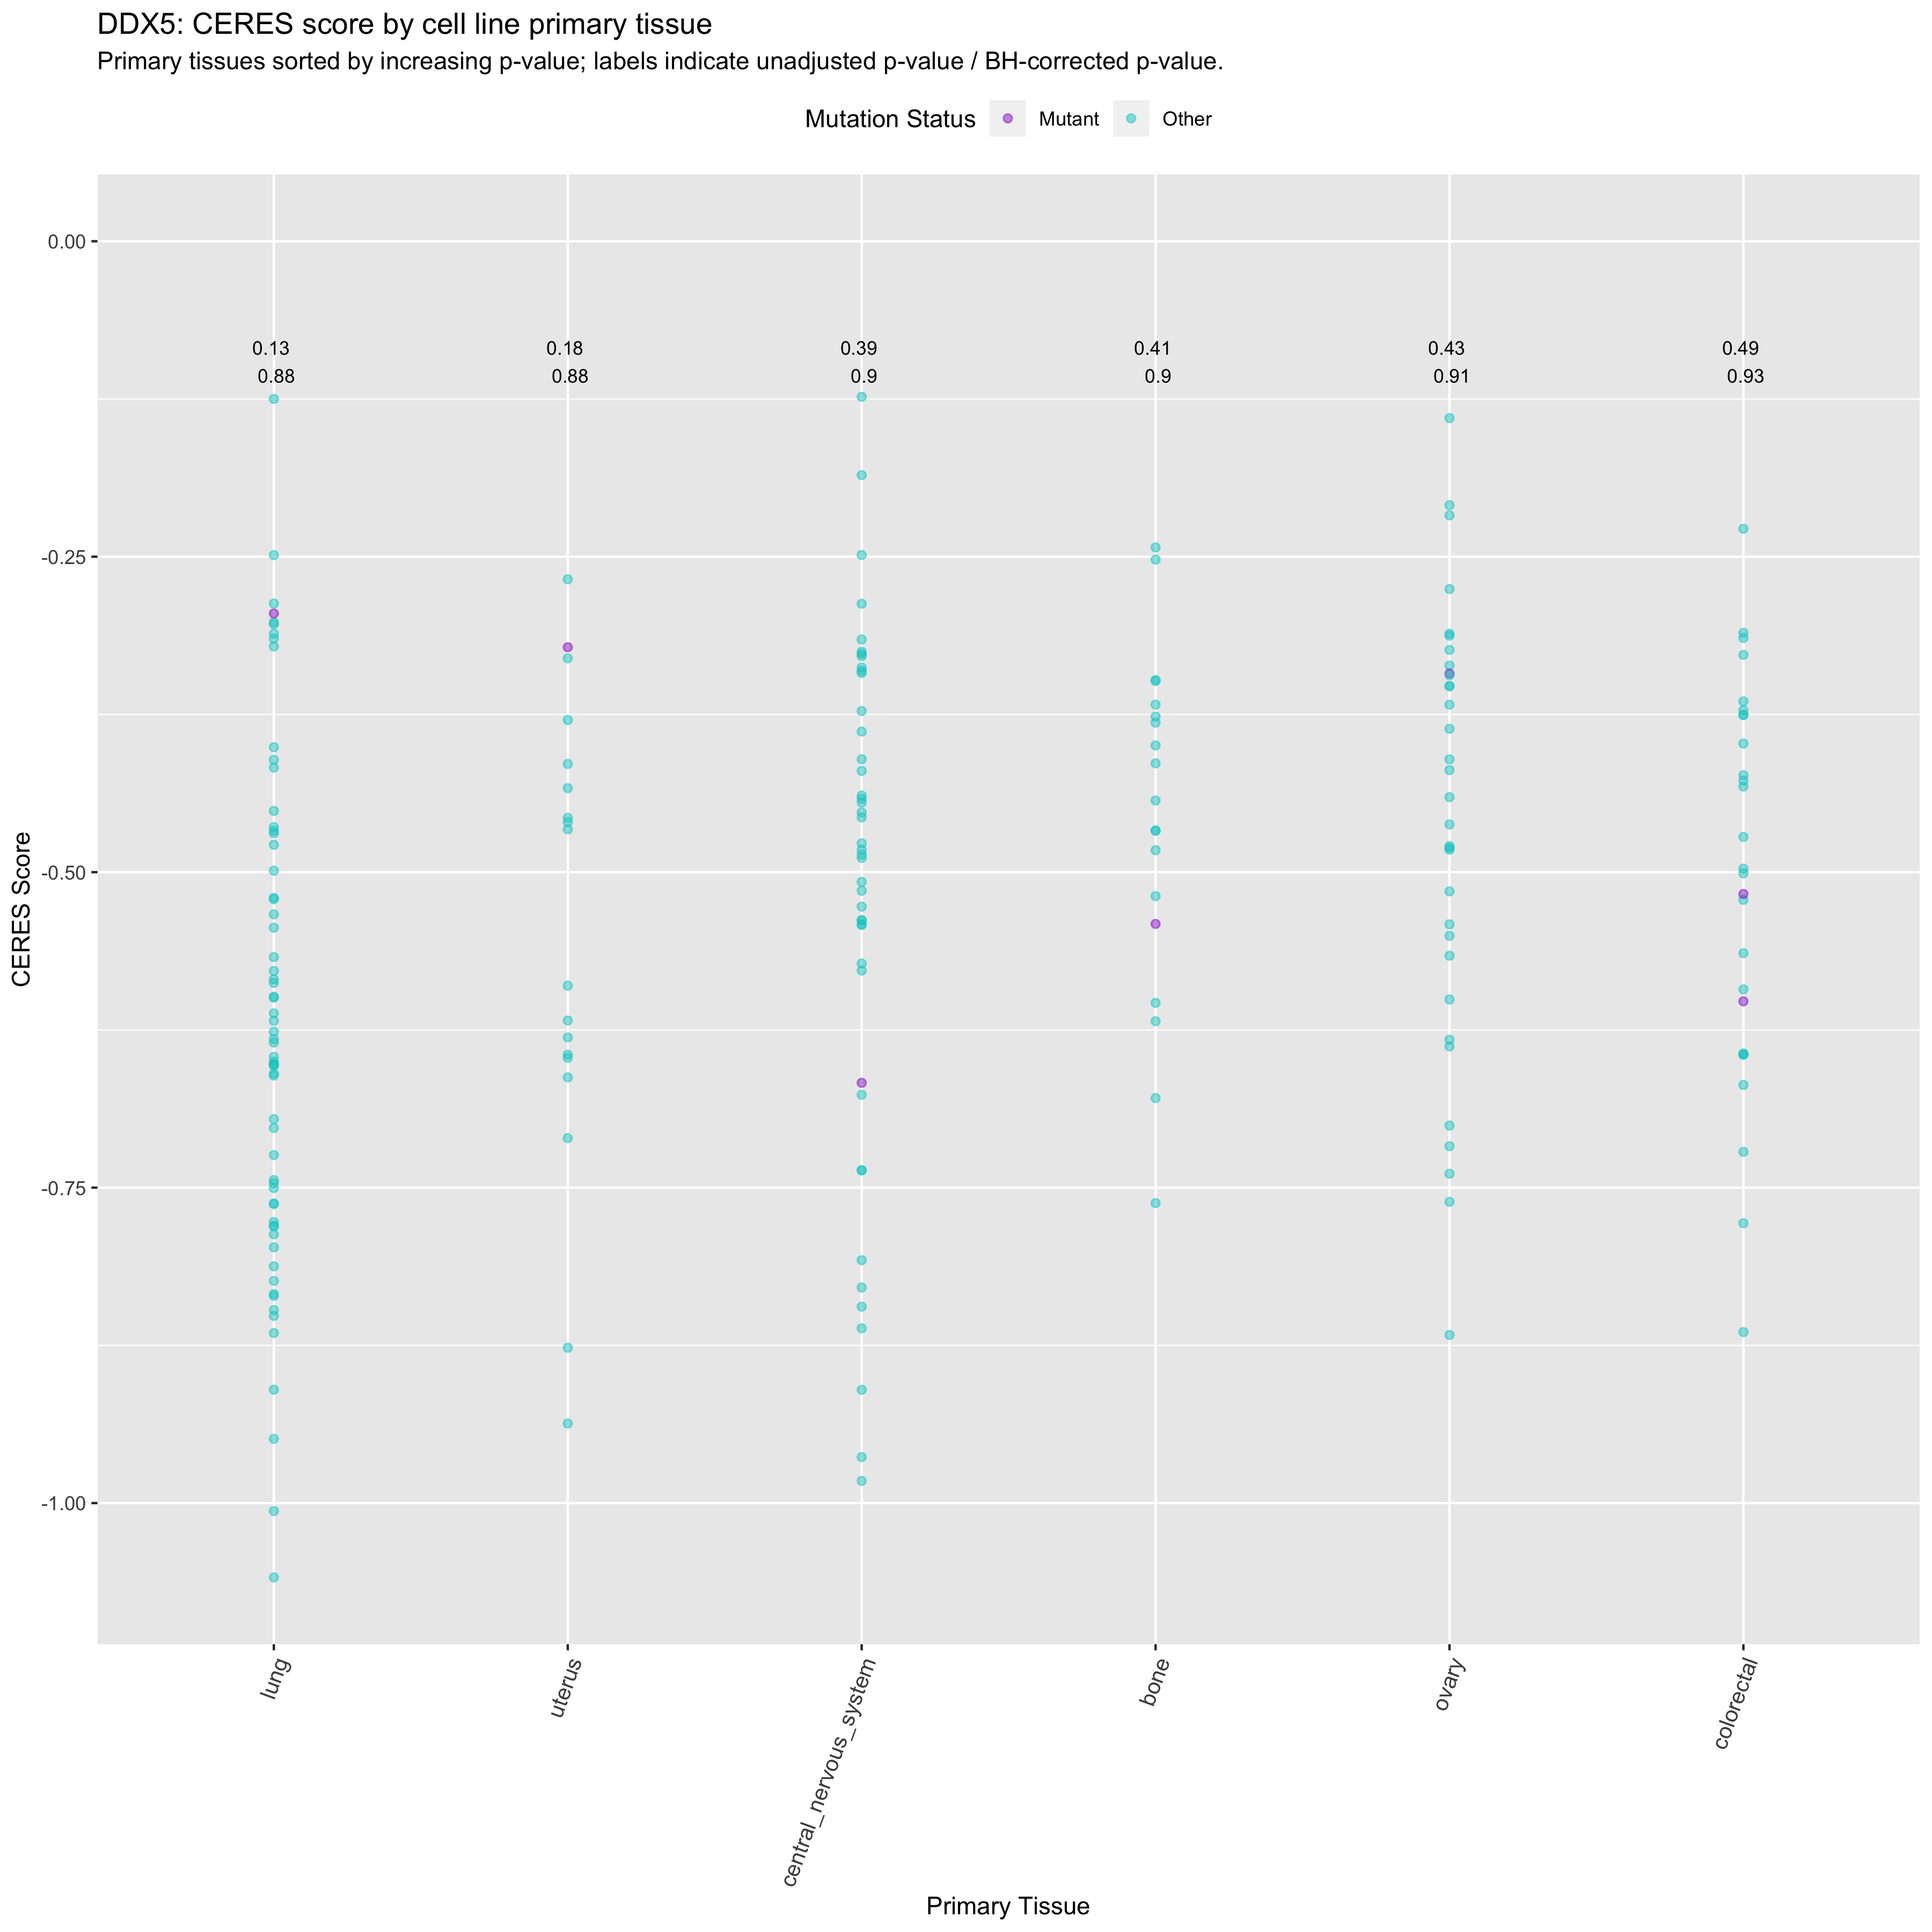 DDX5: CERES score by cell line primary tissue
Primary tissues sorted by increasing p-value; labels indicate unadjusted p-value / BH-corrected p-value.
Mutation Status Mutant Other
0.00
0.13 0.18 0.39 0.41 0.43 0.49
0.88 0.88 0.9 0.9 0.91 0.93
-0.25
-0.50
-0.75
-1.00
CERES Score
lung
uterus
central_nervous_system
bone
ovary
colorectal
Primary Tissue